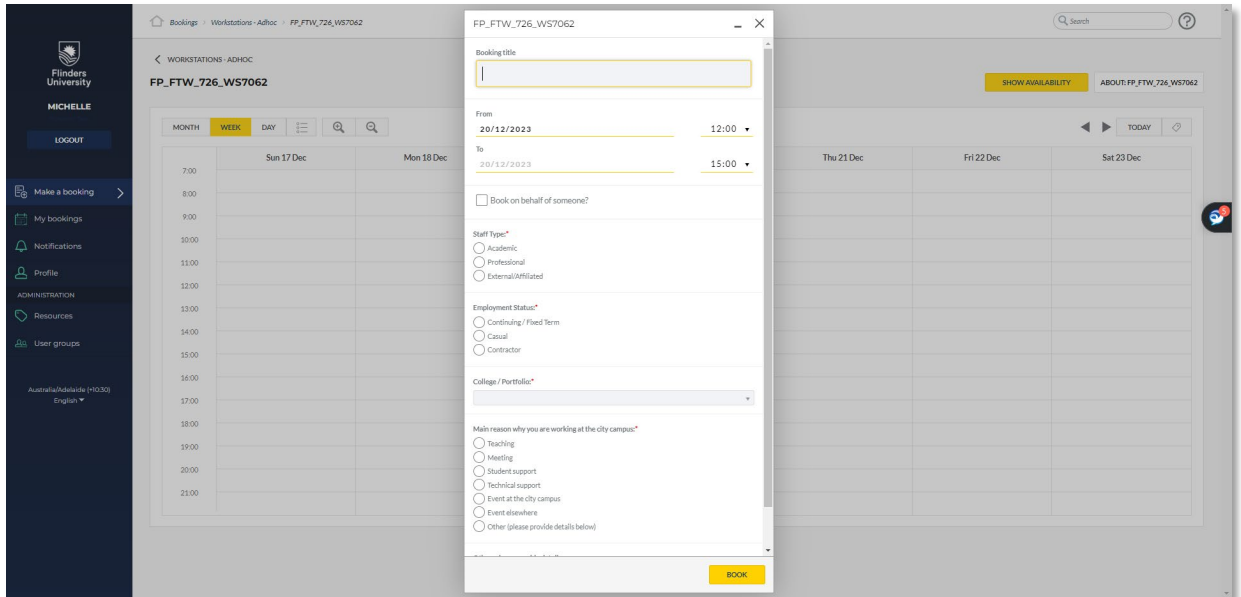 Flinders
University
MICHELLE
LOGOUT
Make a booking
My bookings
Notifications
Profile
ADMINISTRATION
Resources
User groups
Australia/Adelaide (+10:30)
English
Bookings
Workstations - Adhoc
FP_FTW_726_WS7062
Search
?
WORKSTATIONS - ADHOC
FP_FTW_726_WS7062
SHOW AVAILABILITY
ABOUT: FP_FTW_726_WS7062
MONTH WEEK DAY
TODAY
Sun 17 Dec
Mon 18 Dec
Thu 21 Dec
Fri 22 Dec
Sat 23 Dec
7:00
8:00
9:00
10:00
11:00
12:00
13:00
14:00
15:00
16:00
17:00
18:00
19:00
20:00
21:00
FP_FTW_726_WS7062
Booking title
From
20/12/2023 12:00
To
20/12/2023 15:00
Book on behalf of someone?
Staff Type:*
Academic
Professional
External/Affiliated
Employment Status:*
Continuing / Fixed Term
Casual
Contractor
College / Portfolio:*
Main reason why you are working at the city campus:*
Teaching
Meeting
Student support
Technical support
Event at the city campus
Event elsewhere
Other (please provide details below)
BOOK
5